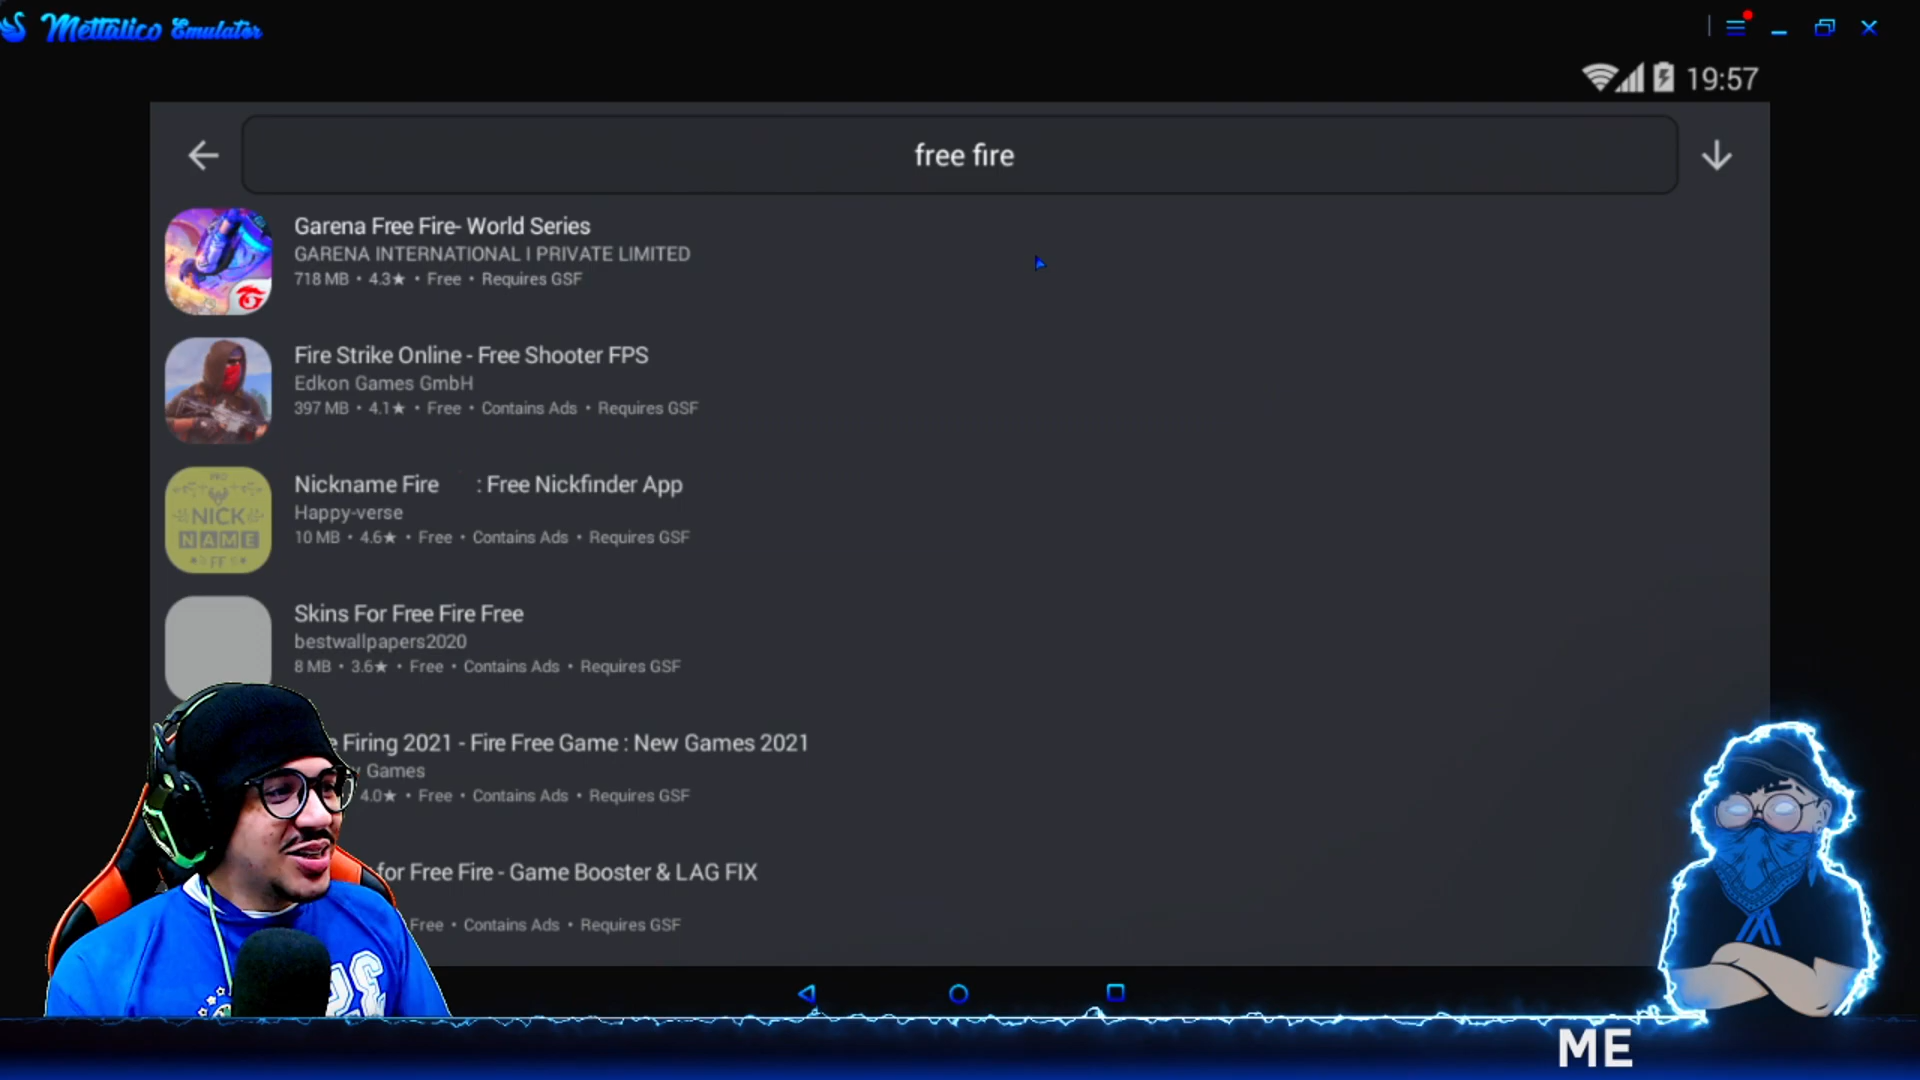 Mettalico Emulator
19:57
free fire
Garena Free Fire- World Series
GARENA INTERNATIONAL I PRIVATE LIMITED
718 MB • 4.3★ • Free • Requires GSF
Fire Strike Online - Free Shooter FPS
Edkon Games GmbH
397 MB • 4.1★ • Free • Contains Ads • Requires GSF
NICK
NAME
FF
Nickname Fire : Free Nickfinder App
Happy-verse
10 MB • 4.6★ • Free • Contains Ads • Requires GSF
Skins For Free Fire Free
bestwallpapers2020
8 MB • 3.6★ • Free • Contains Ads • Requires GSF
Firing 2021 - Fire Free Game : New Games 2021
Games
4.0★ • Free • Contains Ads • Requires GSF
for Free Fire - Game Booster & LAG FIX
Free • Contains Ads • Requires GSF
ME